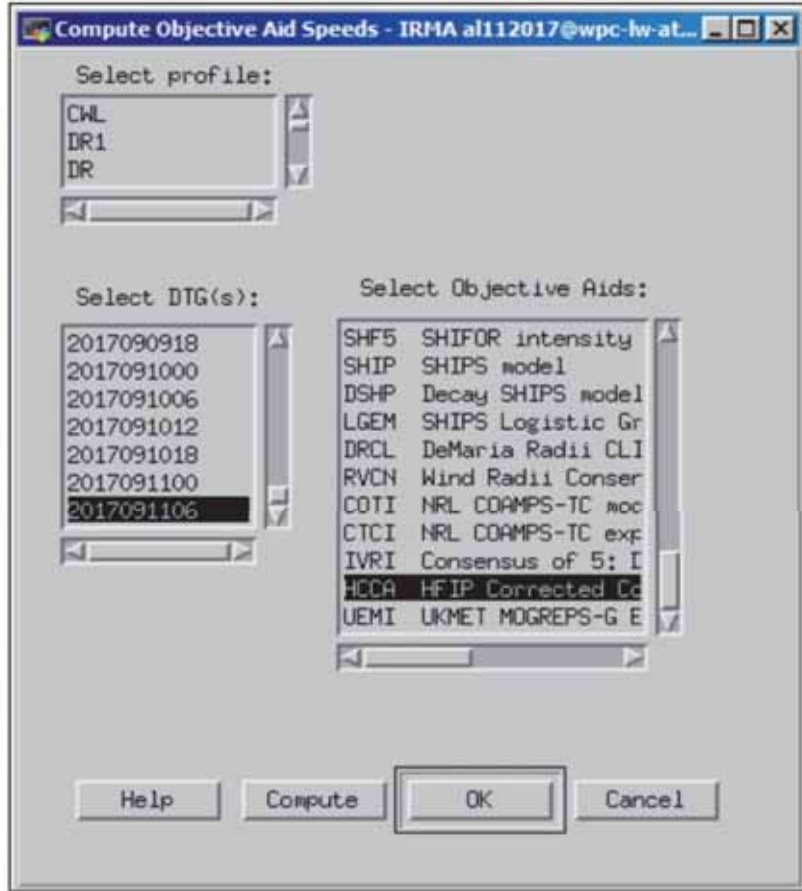 Compute Objective Aid Speeds - IRMA al112017@wpc-lw-at...
Select profile:
CWL
DR1
DR
Select DTG(s):
2017090918
2017091000
2017091006
2017091012
2017091018
2017091100
2017091106
Select Objective Aids:
SHF5 SHIFOR intensity
SHIP SHIPS model
DSHP Decay SHIPS model
LGEM SHIPS Logistic Gr
DRCL DeMaria Radii CLI
RVCN Wind Radii Conser
COTI NRL COAMPS-TC moc
CTCI NRL COAMPS-TC exp
IVRI Consensus of 5: I
HCCA HFIP Corrected Co
UEMI UKMET MOGREPS-G E
Help
Compute
OK
Cancel